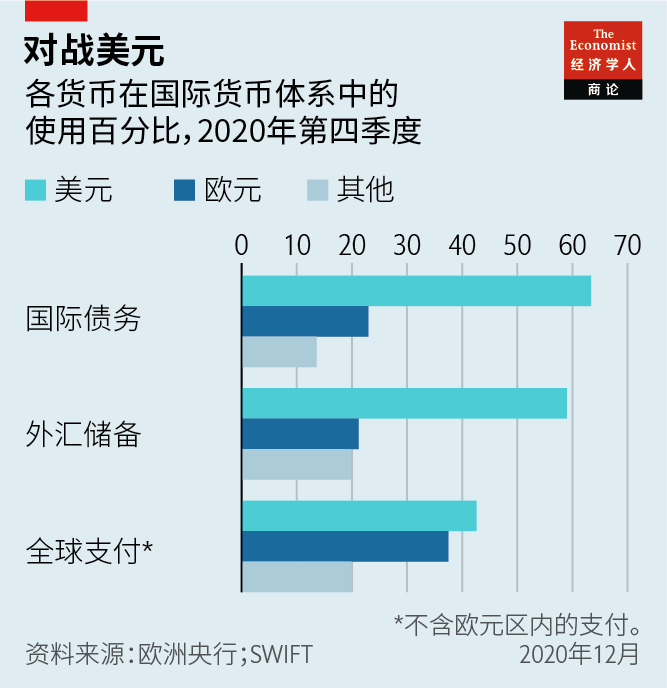 对战美元
The
Economist
经济学人
商论
各货币在国际货币体系中的
使用百分比，2020年第四季度
美元 欧元 其他
0 10 20 30 40 50 60 70
国际债务
外汇储备
全球支付*
*不含欧元区内的支付。
资料来源：欧洲央行；SWIFT 2020年12月